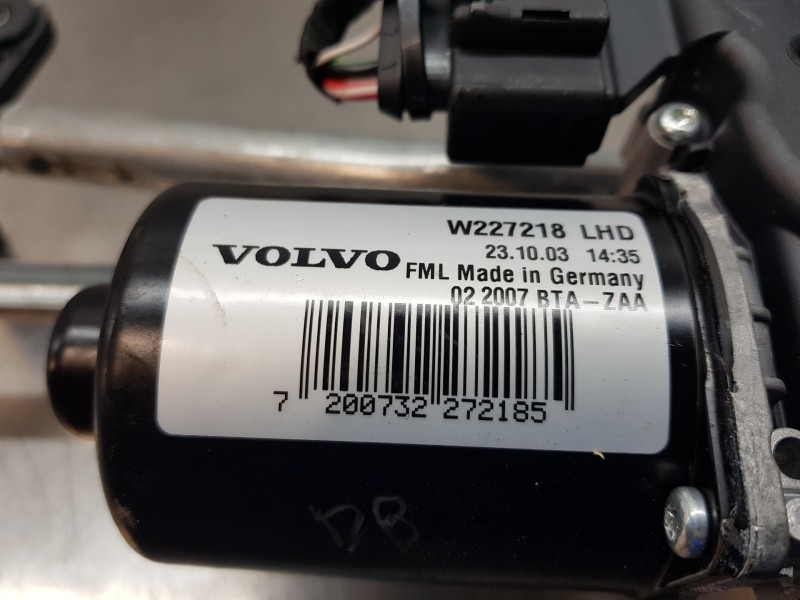 W227218 LHD
VOLVO 23.10.03 14:35
FML Made in Germany
02 2007 BTA-ZAA
7 200732 272185
DB